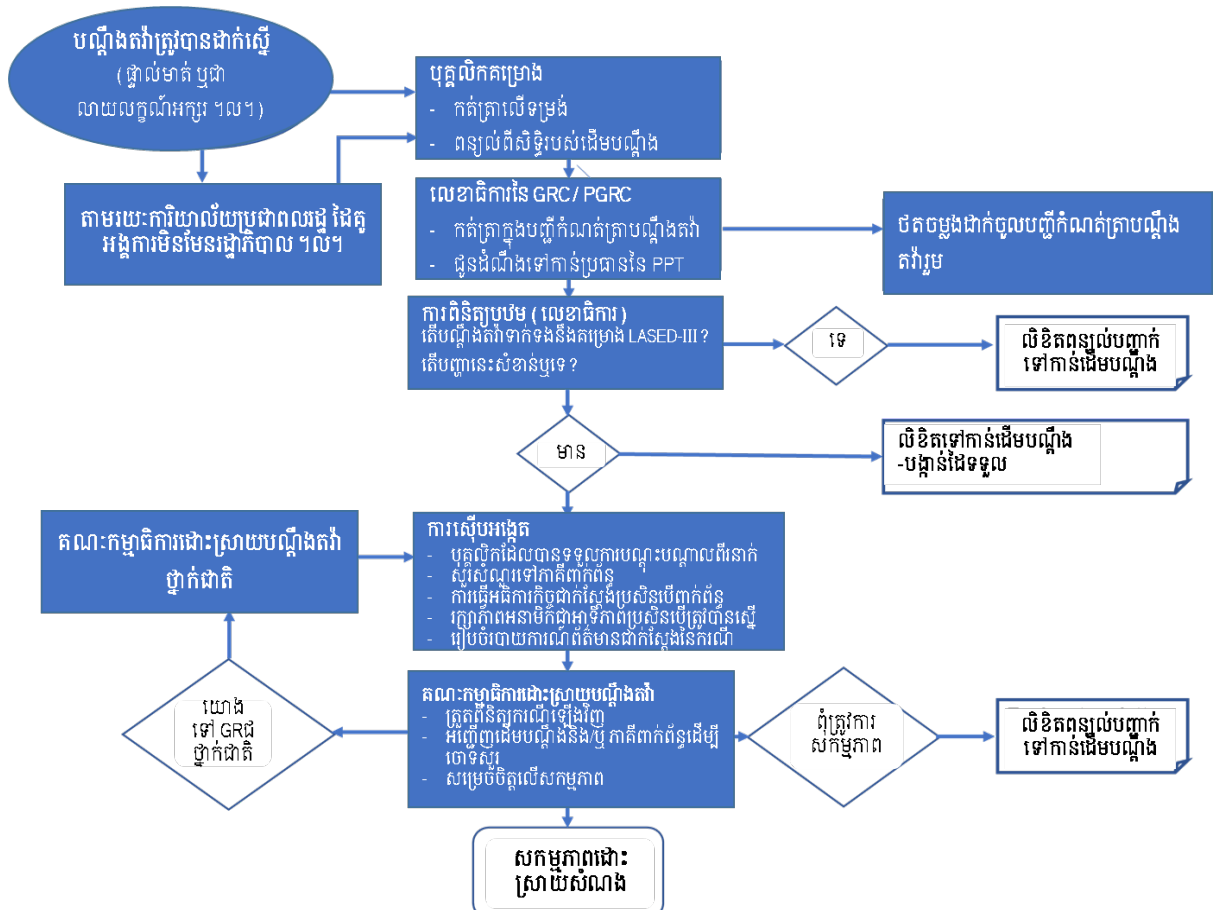 បណ្ដឹងតវ៉ាត្រូវបានដាក់ស្នើ
( ផ្ទាល់មាត់ ឬជា
លាយលក្ខណ៍អក្សរ ។ល។ )
បុគ្គលិកគម្រោង
- កត់ត្រាលើទម្រង់
- ពន្យល់ពីសិទ្ធិរបស់ដើមបណ្ដឹង
តាមរយៈការិយាល័យប្រជាពលរដ្ឋ ដៃគូ
អង្គការមិនមែនរដ្ឋាភិបាល ។ល។
លេខាធិការនៃ GRC / PGRC
- កត់ត្រាក្នុងបញ្ជីកំណត់ត្រាបណ្ដឹងតវ៉ា
- ជូនដំណឹងទៅកាន់ប្រធាននៃ PPT
ថតចម្លងដាក់ចូលបញ្ជីកំណត់ត្រាបណ្ដឹង
តវ៉ារួម
ការពិនិត្យបឋម ( លេខាធិការ )
តើបណ្ដឹងតវ៉ាទាក់ទងនឹងគម្រោង LASED-III ?
តើបញ្ហានេះសំខាន់ឬទេ ?
ទេ
លិខិតពន្យល់បញ្ជាក់
ទៅកាន់ដើមបណ្ដឹង
មាន
លិខិតទៅកាន់ដើមបណ្ដឹង
-បង្កាន់ដៃទទួល
គណៈកម្មាធិការដោះស្រាយបណ្ដឹងតវ៉ា
ថ្នាក់ជាតិ
ការស៊ើបអង្កេត
- បុគ្គលិកដែលបានទទួលការបណ្ដុះបណ្ដាលពីរនាក់
- សួរសំណួរទៅភាគីពាក់ព័ន្ធ
- ការធ្វើអធិការកិច្ចជាក់ស្ដែងប្រសិនបើពាក់ព័ន្ធ
- រក្សាភាពអនាមិកជាអាទិភាពប្រសិនបើត្រូវបានស្នើ
- រៀបចំរបាយការណ៍ព័ត៌មានជាក់ស្ដែងនៃករណី
យោង
ទៅ GRជ
ថ្នាក់ជាតិ
គណៈកម្មាធិការដោះស្រាយបណ្ដឹងតវ៉ា
- ត្រួតពិនិត្យករណីឡើងវិញ
- អញ្ជើញដើមបណ្ដឹងនិង/ឬ ភាគីពាក់ព័ន្ធដើម្បី
ចោទសួរ
- សម្រេចចិត្តលើសកម្មភាព
ពុំត្រូវការ
សកម្មភាព
លិខិតពន្យល់បញ្ជាក់
ទៅកាន់ដើមបណ្ដឹង
សកម្មភាពដោះ
ស្រាយសំណង